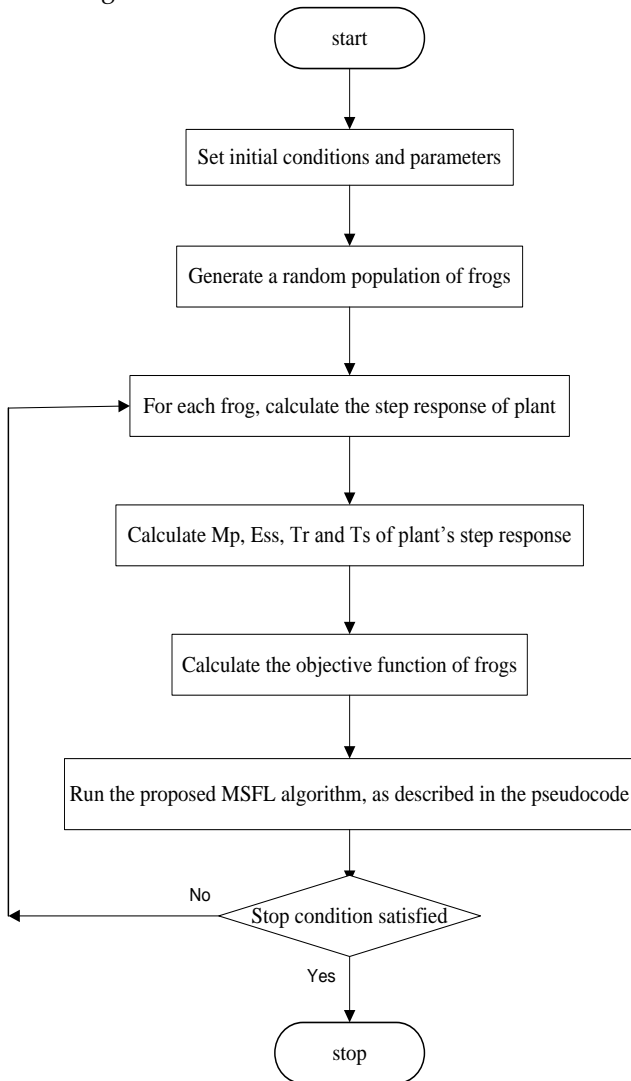 start
Set initial conditions and parameters
Generate a random population of frogs
For each frog, calculate the step response of plant
Calculate Mp, Ess, Tr and Ts of plant’s step response
Calculate the objective function of frogs
Run the proposed MSFL algorithm, as described in the pseudocode
No
Stop condition satisfied
Yes
stop